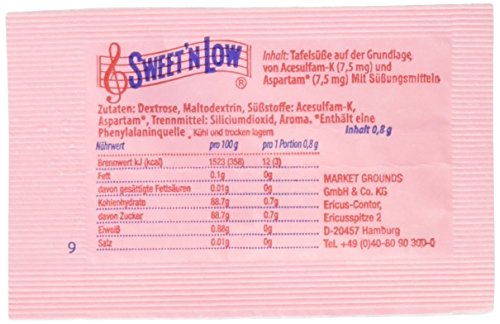 SWEET'N LOW ®
Inhalt: Tafelsüße auf der Grundlage
von Acesulfam-K (7,5 mg) und
Aspartam* (7,5 mg) Mit Süßungsmitteln
Zutaten: Dextrose, Maltodextrin, Süßstoffe: Acesulfam-K,
Aspartam*, Trennmittel: Siliciumdioxid, Aroma. *Enthält eine
Phenylalaninquelle. Kühl und trocken lagern Inhalt 0,8 g
Nährwert pro 100 g pro 1 Portion 0,8 g
Brennwert kJ (kcal) 1523 (358) 12 (3)
Fett 0.1g 0g
davon gesättigte Fettsäuren 0.01g 0g
Kohlenhydrate 88.7g 0.7g
davon Zucker 88.7g 0.7g
Eiweiß 0.88g 0g
Salz 0.01g 0g
MARKET GROUNDS
GmbH & Co. KG
Ericus-Contor,
Ericusspitze 2
D-20457 Hamburg
Tel. +49 (0)40-80 90 300-0
9